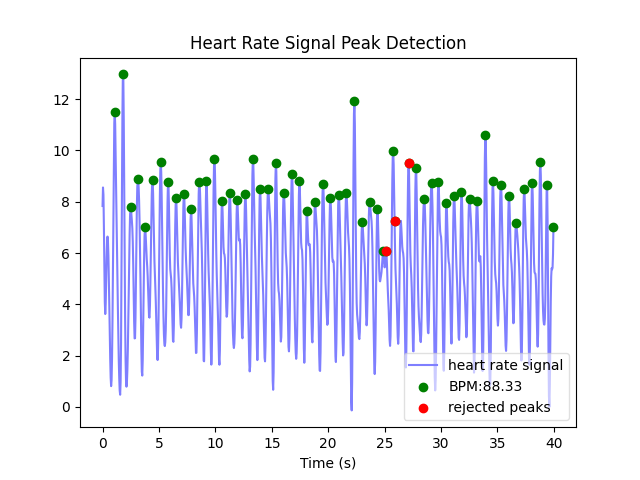 Heart Rate Signal Peak Detection
12
10
8
6
4
2
0
heart rate signal
BPM:88.33
rejected peaks
0 5 10 15 20 25 30 35 40
Time (s)